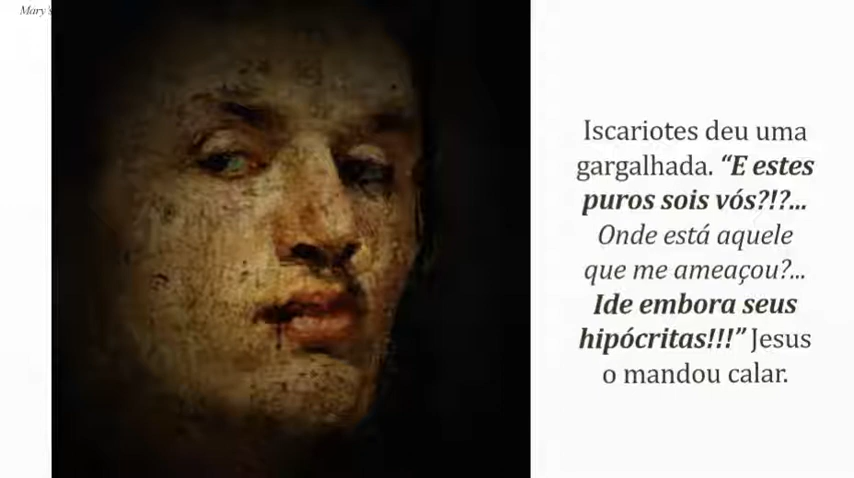 Mary's
Iscariotes deu uma
gargalhada. “E estes
puros sois vós?!?...
Onde está aquele
que me ameaçou?...
Ide embora seus
hipócritas!!!” Jesus
o mandou calar.